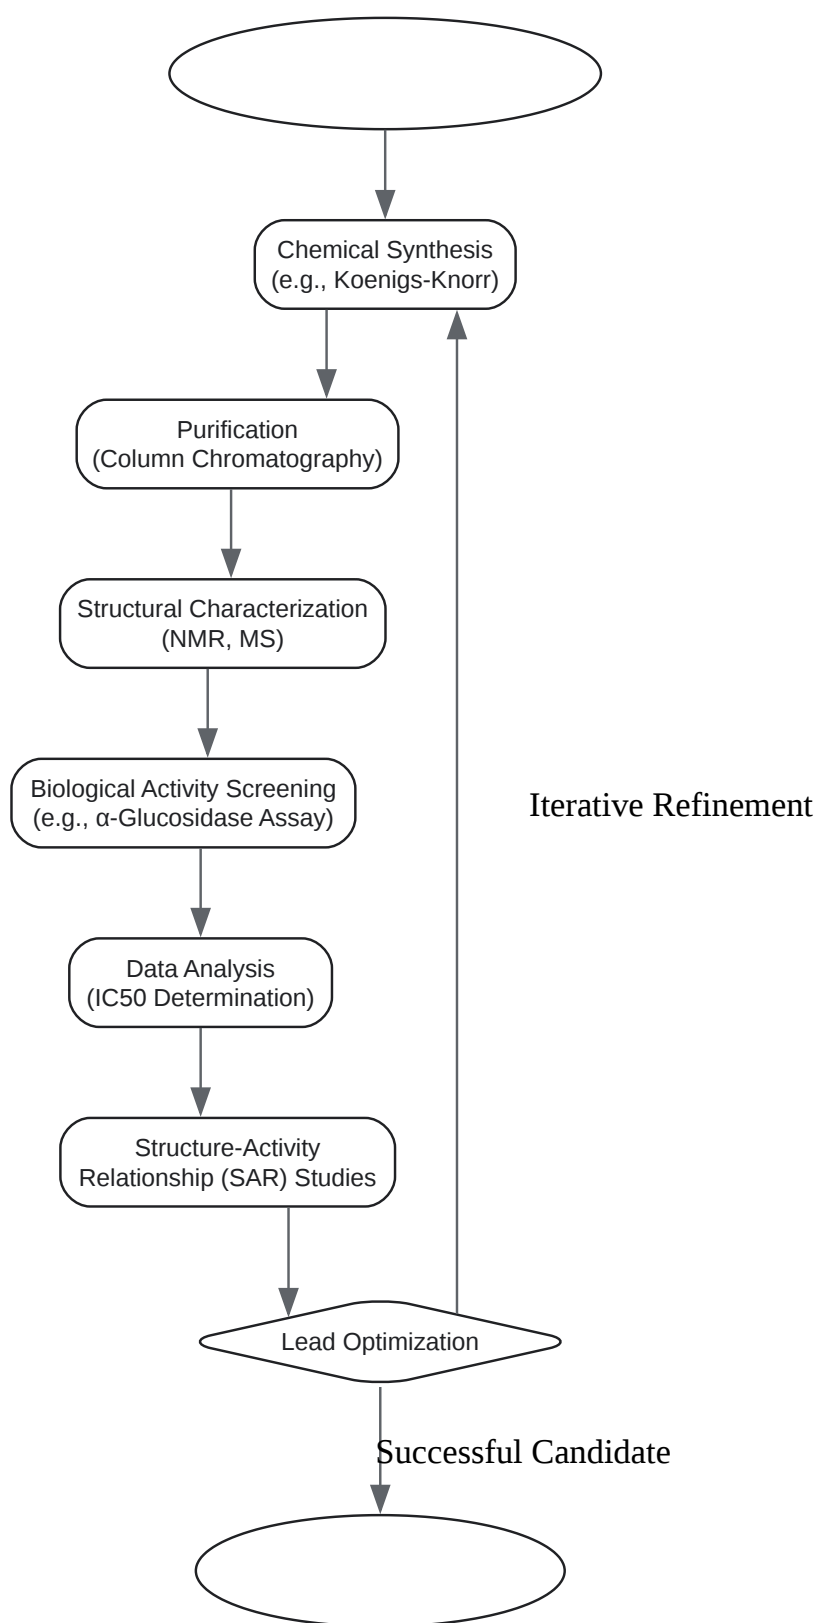 Chemical Synthesis
(e.g., Koenigs-Knorr)
Purification
(Column Chromatography)
Structural Characterization
(NMR, MS)
Biological Activity Screening
(e.g., α-Glucosidase Assay)
Iterative Refinement
Data Analysis
(IC50 Determination)
Structure-Activity
Relationship (SAR) Studies
Lead Optimization
Successful Candidate